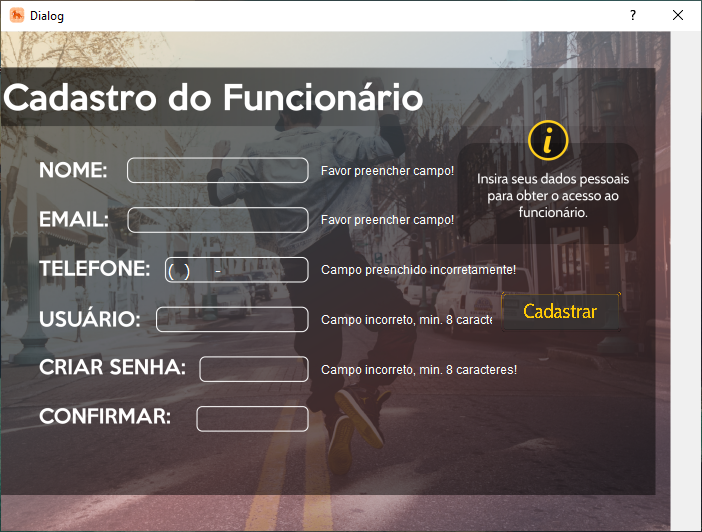 Dialog
Cadastro do Funcionário
NOME: Favor preencher campo!
Insira seus dados pessoais
para obter o acesso ao
funcionário.
EMAIL: Favor preencher campo!
TELEFONE: ( ) - Campo preenchido incorretamente!
USUÁRIO: Campo incorreto, min. 8 caracte
Cadastrar
CRIAR SENHA: Campo incorreto, min. 8 caracteres!
CONFIRMAR: